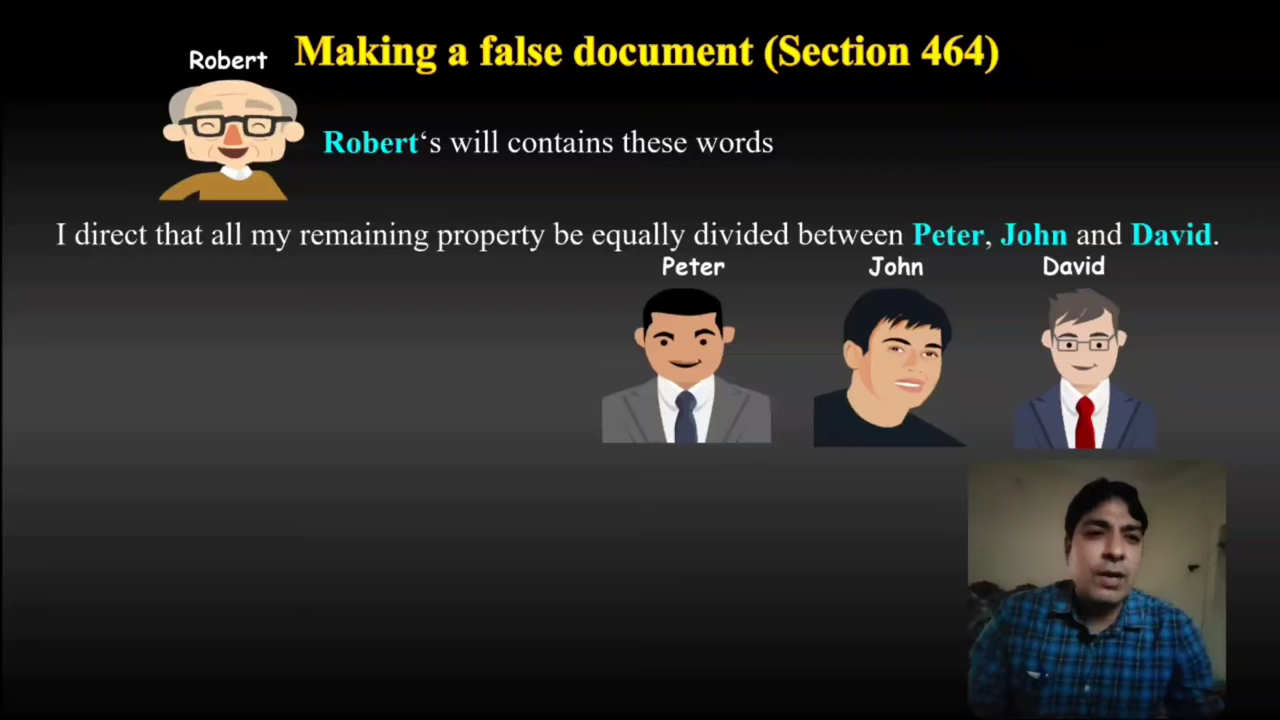 Robert
Making a false document (Section 464)
Robert‘s will contains these words
I direct that all my remaining property be equally divided between Peter, John and David.
Peter
John
David